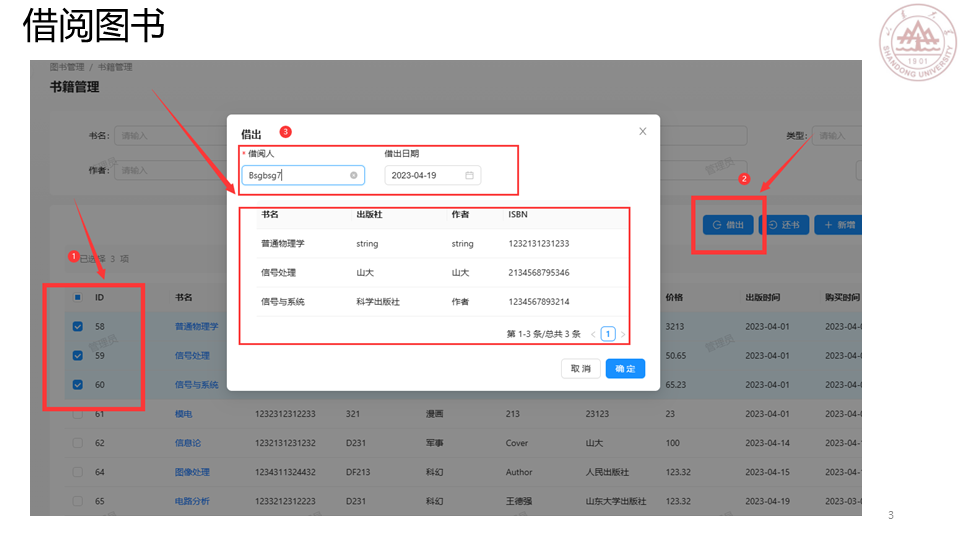 借阅图书
SHANDONG UNIVERSITY
1901
图书管理 / 书籍管理
书籍管理
书名: 请输入
类型: 请输入
作者: 请输入
管理员
借出 3
* 借阅人 借出日期
Bsgbsg7 2023-04-19
书名 出版社 作者 ISBN
普通物理学 string string 1232131231233
信号处理 山大 山大 2134568795346
信号与系统 科学出版社 作者 1234567893214
第 1-3 条/总共 3 条 < 1 >
取 消 确 定
2
借出 还书 + 新增
1 已选择 3 项
ID 书名 价格 出版时间 购买时间
58 普通物理学 3213 2023-04-01 2023-04-
管理员 管理员
59 信号处理 50.65 2023-04-01 2023-04-
60 信号与系统 65.23 2023-04-01 2023-04-
61 模电 1232312312233 321 漫画 213 23123 23 2023-04-01 2023-04-
62 信息论 1232131231232 D231 军事 Cover 山大 100 2023-04-14 2023-04-
64 图像处理 1234311324432 DF213 科幻 Author 人民出版社 123.32 2023-04-15 2023-04-
65 电路分析 1233212312223 D231 科幻 王德强 山东大学出版社 123.32 2023-04-19 2023-03-
3